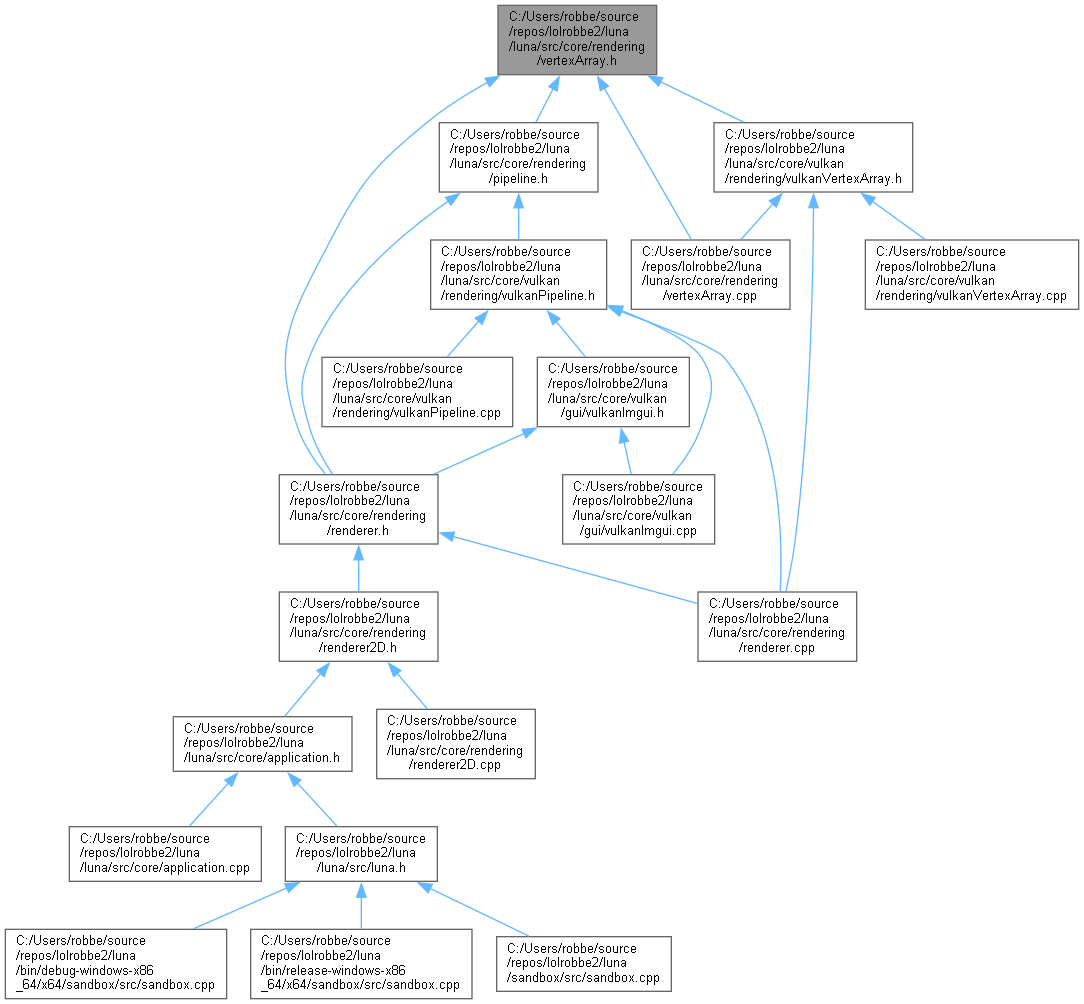 C:/Users/robbe/source
/repos/lolrobbe2/luna
/luna/src/core/rendering
/vertexArray.h
C:/Users/robbe/source
/repos/lolrobbe2/luna
/luna/src/core/rendering
/pipeline.h
C:/Users/robbe/source
/repos/lolrobbe2/luna
/luna/src/core/vulkan
/rendering/vulkanVertexArray.h
C:/Users/robbe/source
/repos/lolrobbe2/luna
/luna/src/core/vulkan
/rendering/vulkanPipeline.h
C:/Users/robbe/source
/repos/lolrobbe2/luna
/luna/src/core/rendering
/vertexArray.cpp
C:/Users/robbe/source
/repos/lolrobbe2/luna
/luna/src/core/vulkan
/rendering/vulkanVertexArray.cpp
C:/Users/robbe/source
/repos/lolrobbe2/luna
/luna/src/core/vulkan
/rendering/vulkanPipeline.cpp
C:/Users/robbe/source
/repos/lolrobbe2/luna
/luna/src/core/vulkan
/gui/vulkanImgui.h
C:/Users/robbe/source
/repos/lolrobbe2/luna
/luna/src/core/rendering
/renderer.h
C:/Users/robbe/source
/repos/lolrobbe2/luna
/luna/src/core/vulkan
/gui/vulkanImgui.cpp
C:/Users/robbe/source
/repos/lolrobbe2/luna
/luna/src/core/rendering
/renderer2D.h
C:/Users/robbe/source
/repos/lolrobbe2/luna
/luna/src/core/rendering
/renderer.cpp
C:/Users/robbe/source
/repos/lolrobbe2/luna
/luna/src/core/application.h
C:/Users/robbe/source
/repos/lolrobbe2/luna
/luna/src/core/rendering
/renderer2D.cpp
C:/Users/robbe/source
/repos/lolrobbe2/luna
/luna/src/core/application.cpp
C:/Users/robbe/source
/repos/lolrobbe2/luna
/luna/src/luna.h
C:/Users/robbe/source
/repos/lolrobbe2/luna
/bin/debug-windows-x86
_64/x64/sandbox/src/sandbox.cpp
C:/Users/robbe/source
/repos/lolrobbe2/luna
/bin/release-windows-x86
_64/x64/sandbox/src/sandbox.cpp
C:/Users/robbe/source
/repos/lolrobbe2/luna
/sandbox/src/sandbox.cpp